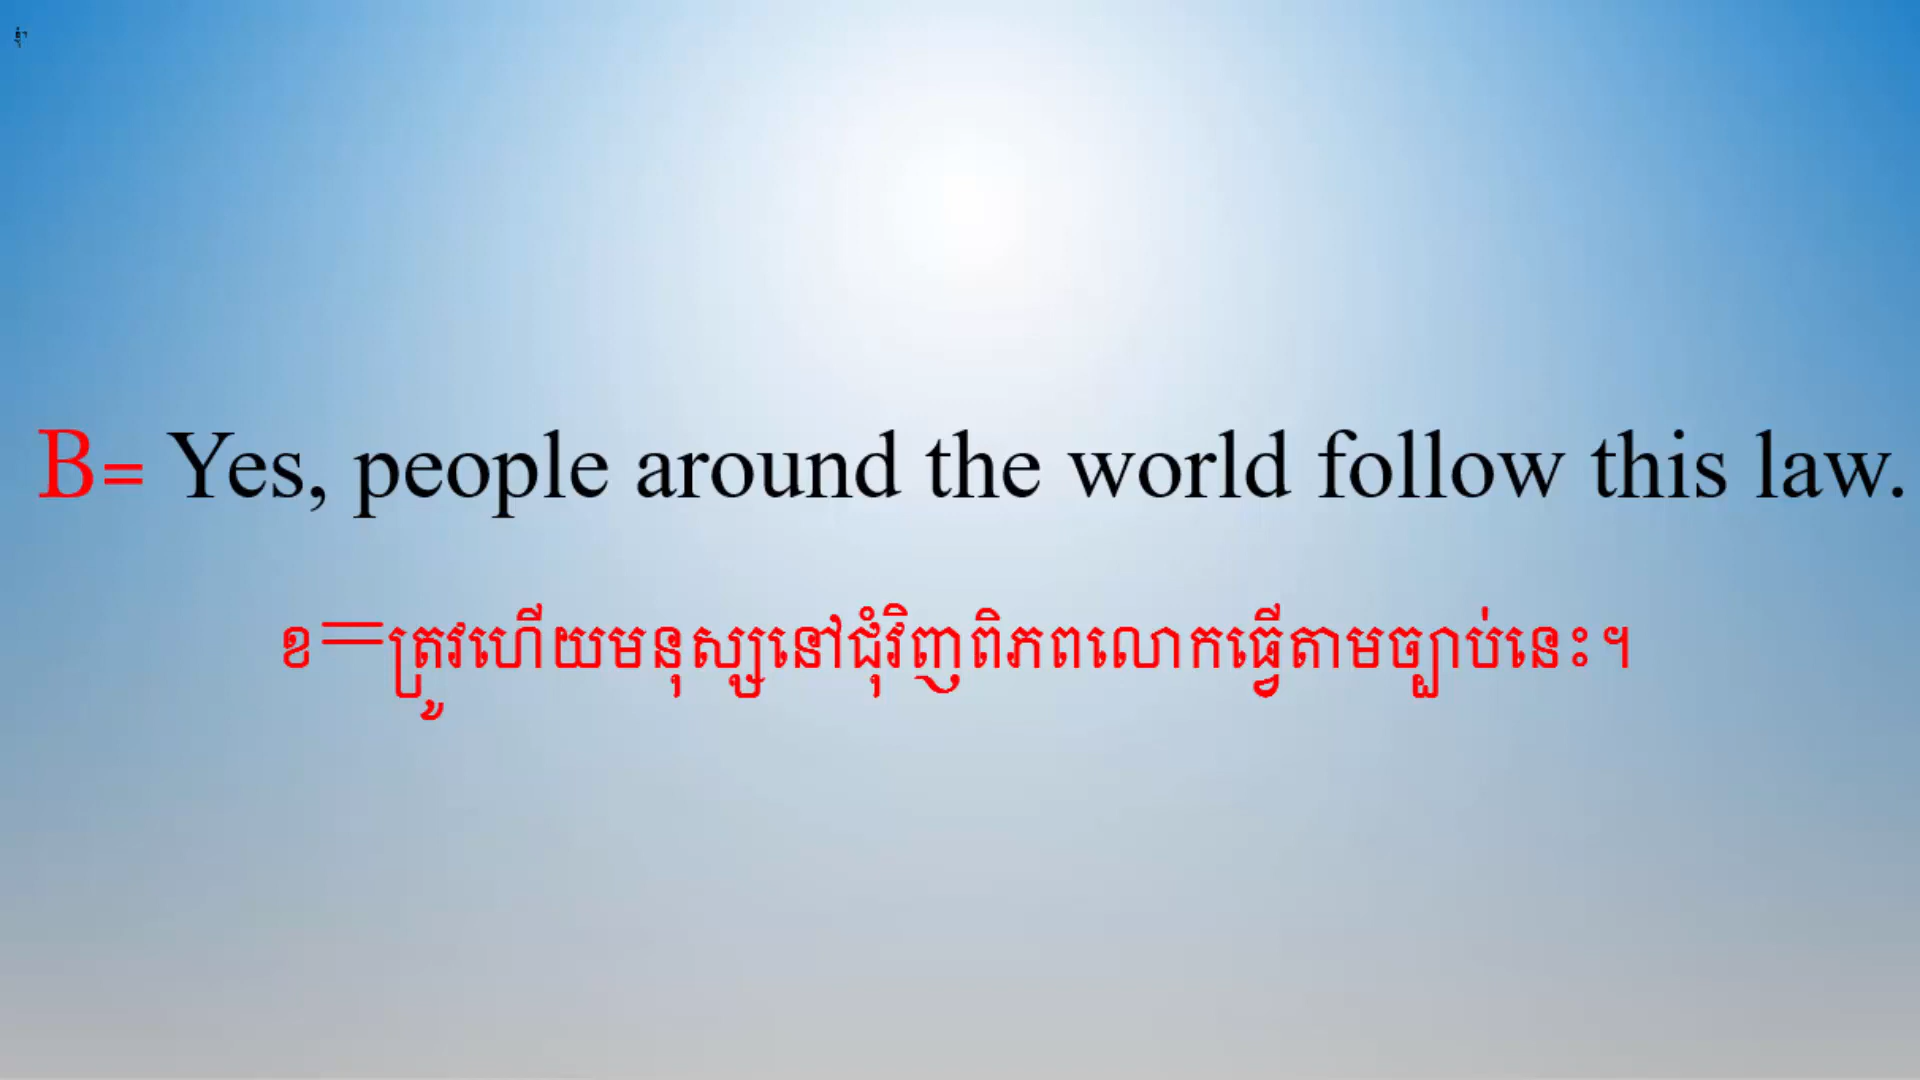 B= Yes, people around the world follow this law.
ខ=ត្រូវហើយមនុស្សនៅជុំវិញពិភពលោកធ្វើតាមច្បាប់នេះ។